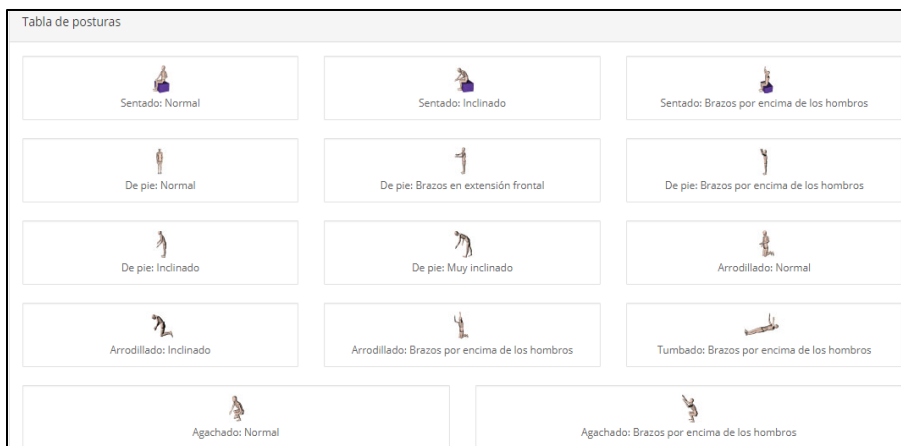 Tabla de posturas
Sentado: Normal
Sentado: Inclinado
Sentado: Brazos por encima de los hombros
De pie: Normal
De pie: Brazos en extensión frontal
De pie: Brazos por encima de los hombros
De pie: Inclinado
De pie: Muy inclinado
Arrodillado: Normal
Arrodillado: Inclinado
Arrodillado: Brazos por encima de los hombros
Tumbado: Brazos por encima de los hombros
Agachado: Normal
Agachado: Brazos por encima de los hombros